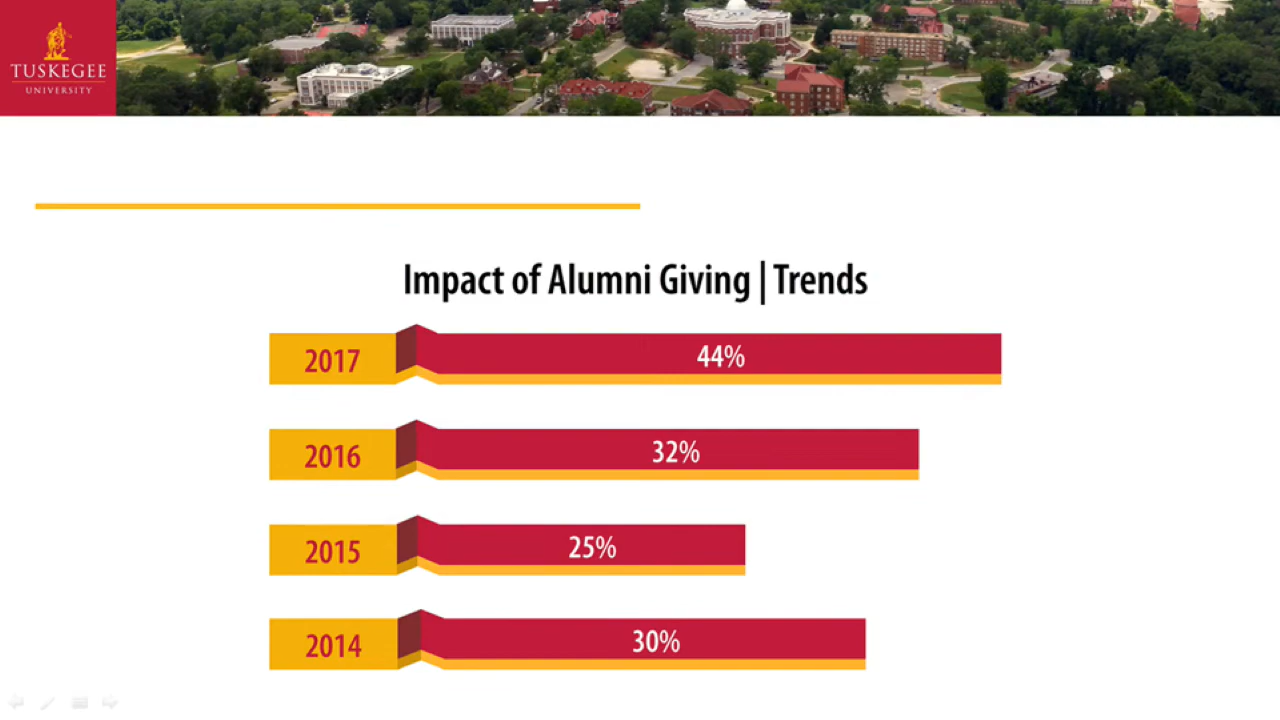 TUSKEGEE
UNIVERSITY
Impact of Alumni Giving | Trends
2017 44%
2016 32%
2015 25%
2014 30%